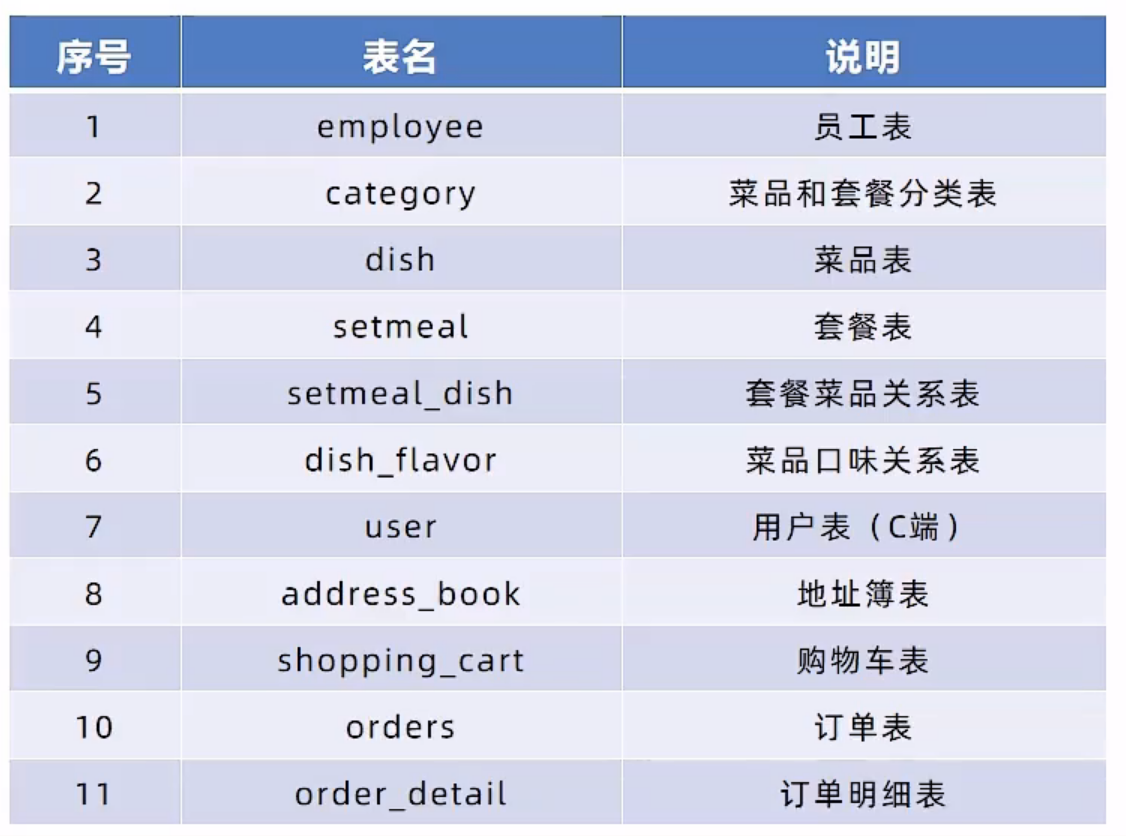 序号 表名 说明
1 employee 员工表
2 category 菜品和套餐分类表
3 dish 菜品表
4 setmeal 套餐表
5 setmeal_dish 套餐菜品关系表
6 dish_flavor 菜品口味关系表
7 user 用户表（C端）
8 address_book 地址簿表
9 shopping_cart 购物车表
10 orders 订单表
11 order_detail 订单明细表